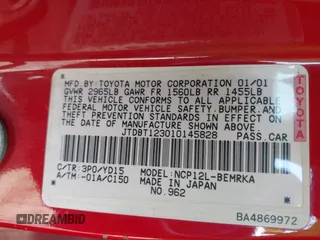 MFD. BY TOYOTA MOTOR CORPORATION 01/01
GVWR 2965LB GAWR FR 1560LB RR 1455LB
THIS VEHICLE CONFORMS TO ALL APPLICABLE
FEDERAL MOTOR VEHICLE SAFETY, BUMPER, AND
THEFT PREVENTION STANDARDS IN EFFECT ON
THE DATE OF MANUFACTURE SHOWN ABOVE.
JTDBT123010145828 PASS. CAR
C/TR: 3P0/YD15 MODEL: NCP12L-BEMRKA
A/TM: -01A/C150 MADE IN JAPAN
NO.962
TOYOTA
BA4869972
DREAMBID